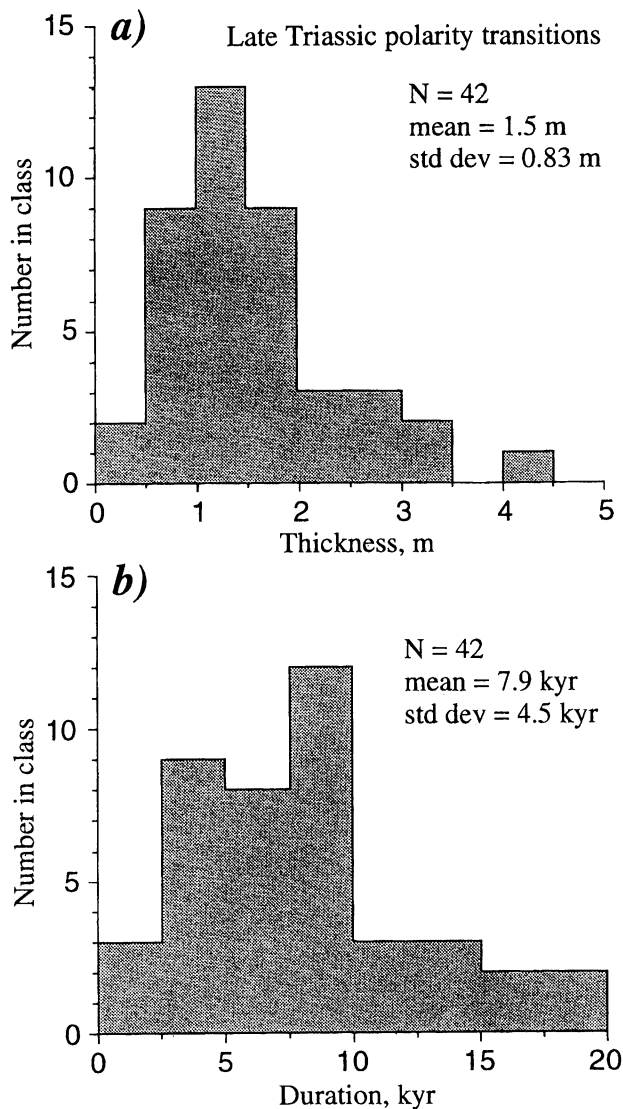 a)
Late Triassic polarity transitions
N = 42
mean = 1.5 m
std dev = 0.83 m
15
10
5
0
Number in class
0 1 2 3 4 5
Thickness, m
b)
N = 42
mean = 7.9 kyr
std dev = 4.5 kyr
15
10
5
0
Number in class
0 5 10 15 20
Duration, kyr